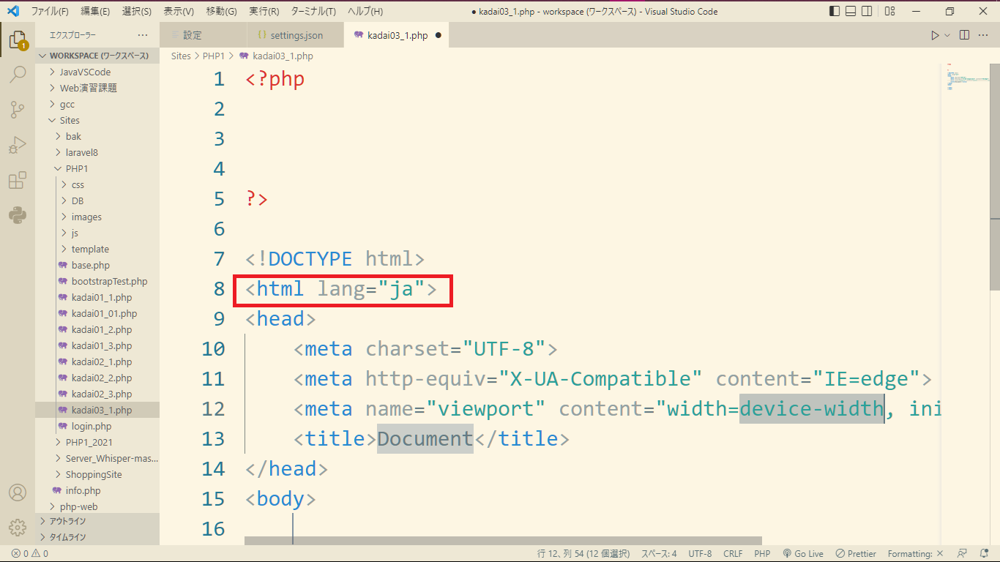 ファイル(F) 編集(E) 選択(S) 表示(V) 移動(G) 実行(R) ターミナル(T) ヘルプ(H) ● kadai03_1.php - workspace (ワークスペース) - Visual Studio Code
エクスプローラー ···
設定 settings.json kadai03_1.php ●
1
WORKSPACE (ワークスペース)
Sites > PHP1 > kadai03_1.php
JavaVSCode
Web演習課題
gcc
Sites
bak
laravel8
PHP1
css
DB
images
js
template
base.php
bootstrapTest.php
kadai01_1.php
kadai01_01.php
kadai01_2.php
kadai01_3.php
kadai02_1.php
kadai02_2.php
kadai02_3.php
kadai03_1.php
login.php
PHP1_2021
Server_Whisper-mas...
ShoppingSite
info.php
php-web
アウトライン
タイムライン
1 <?php
2
3
4
5 ?>
6
7 <!DOCTYPE html>
8 <html lang="ja">
9 <head>
10 <meta charset="UTF-8">
11 <meta http-equiv="X-UA-Compatible" content="IE=edge">
12 <meta name="viewport" content="width=device-width, ini
13 <title>Document</title>
14 </head>
15 <body>
16
0 0 行 12、列 54 (12 個選択) スペース: 4 UTF-8 CRLF PHP Go Live Prettier Formatting: ×